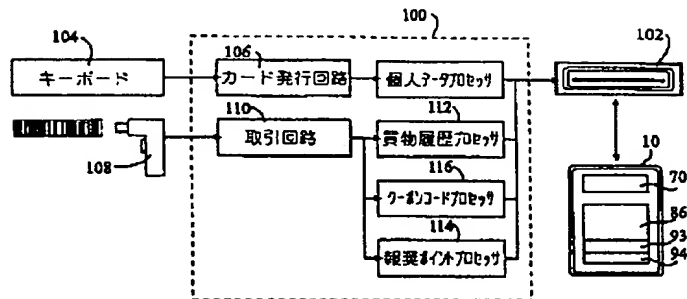 100
104
106
102
キーボード
カード発行回路
個人データプロセッサ
110
112
取引回路
買物履歴プロセッサ
108
116
クーポンコードプロセッサ
114
報奨ポイントプロセッサ
10
70
86
93
94